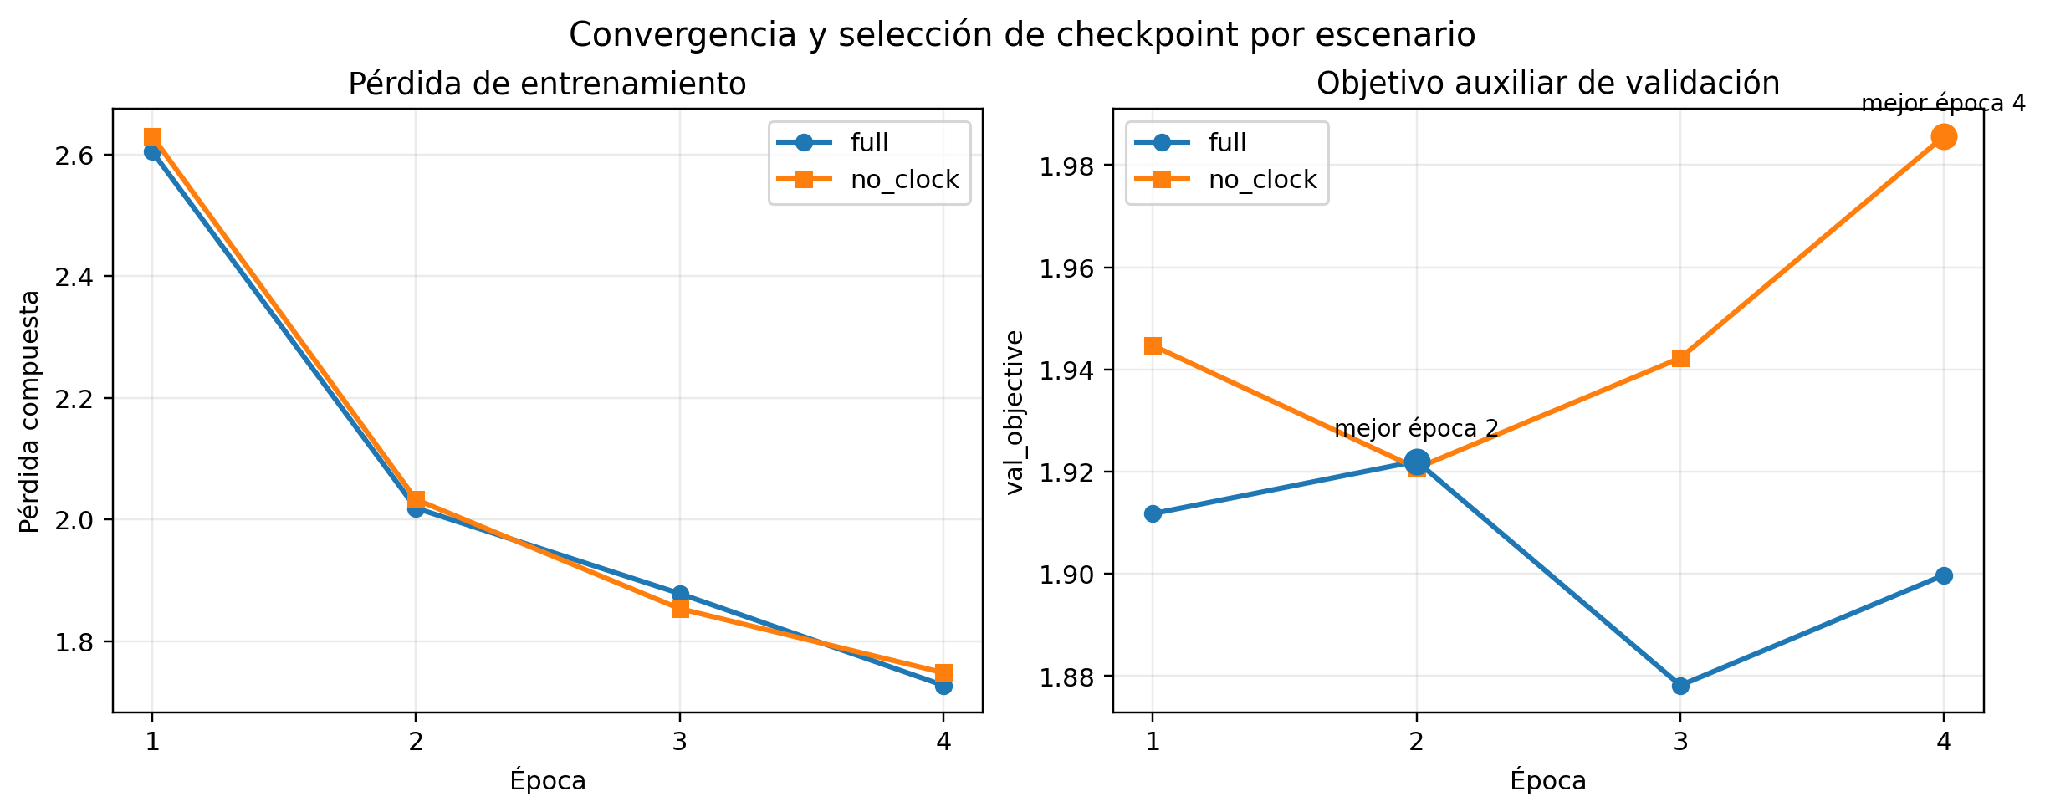 Convergencia y selección de checkpoint por escenario
Pérdida de entrenamiento
Pérdida compuesta
2.6
2.4
2.2
2.0
1.8
full
no_clock
1
2
3
4
Época
Objetivo auxiliar de validación
val_objective
1.98
1.96
1.94
1.92
1.90
1.88
full
no_clock
mejor época 4
mejor época 2
1
2
3
4
Época